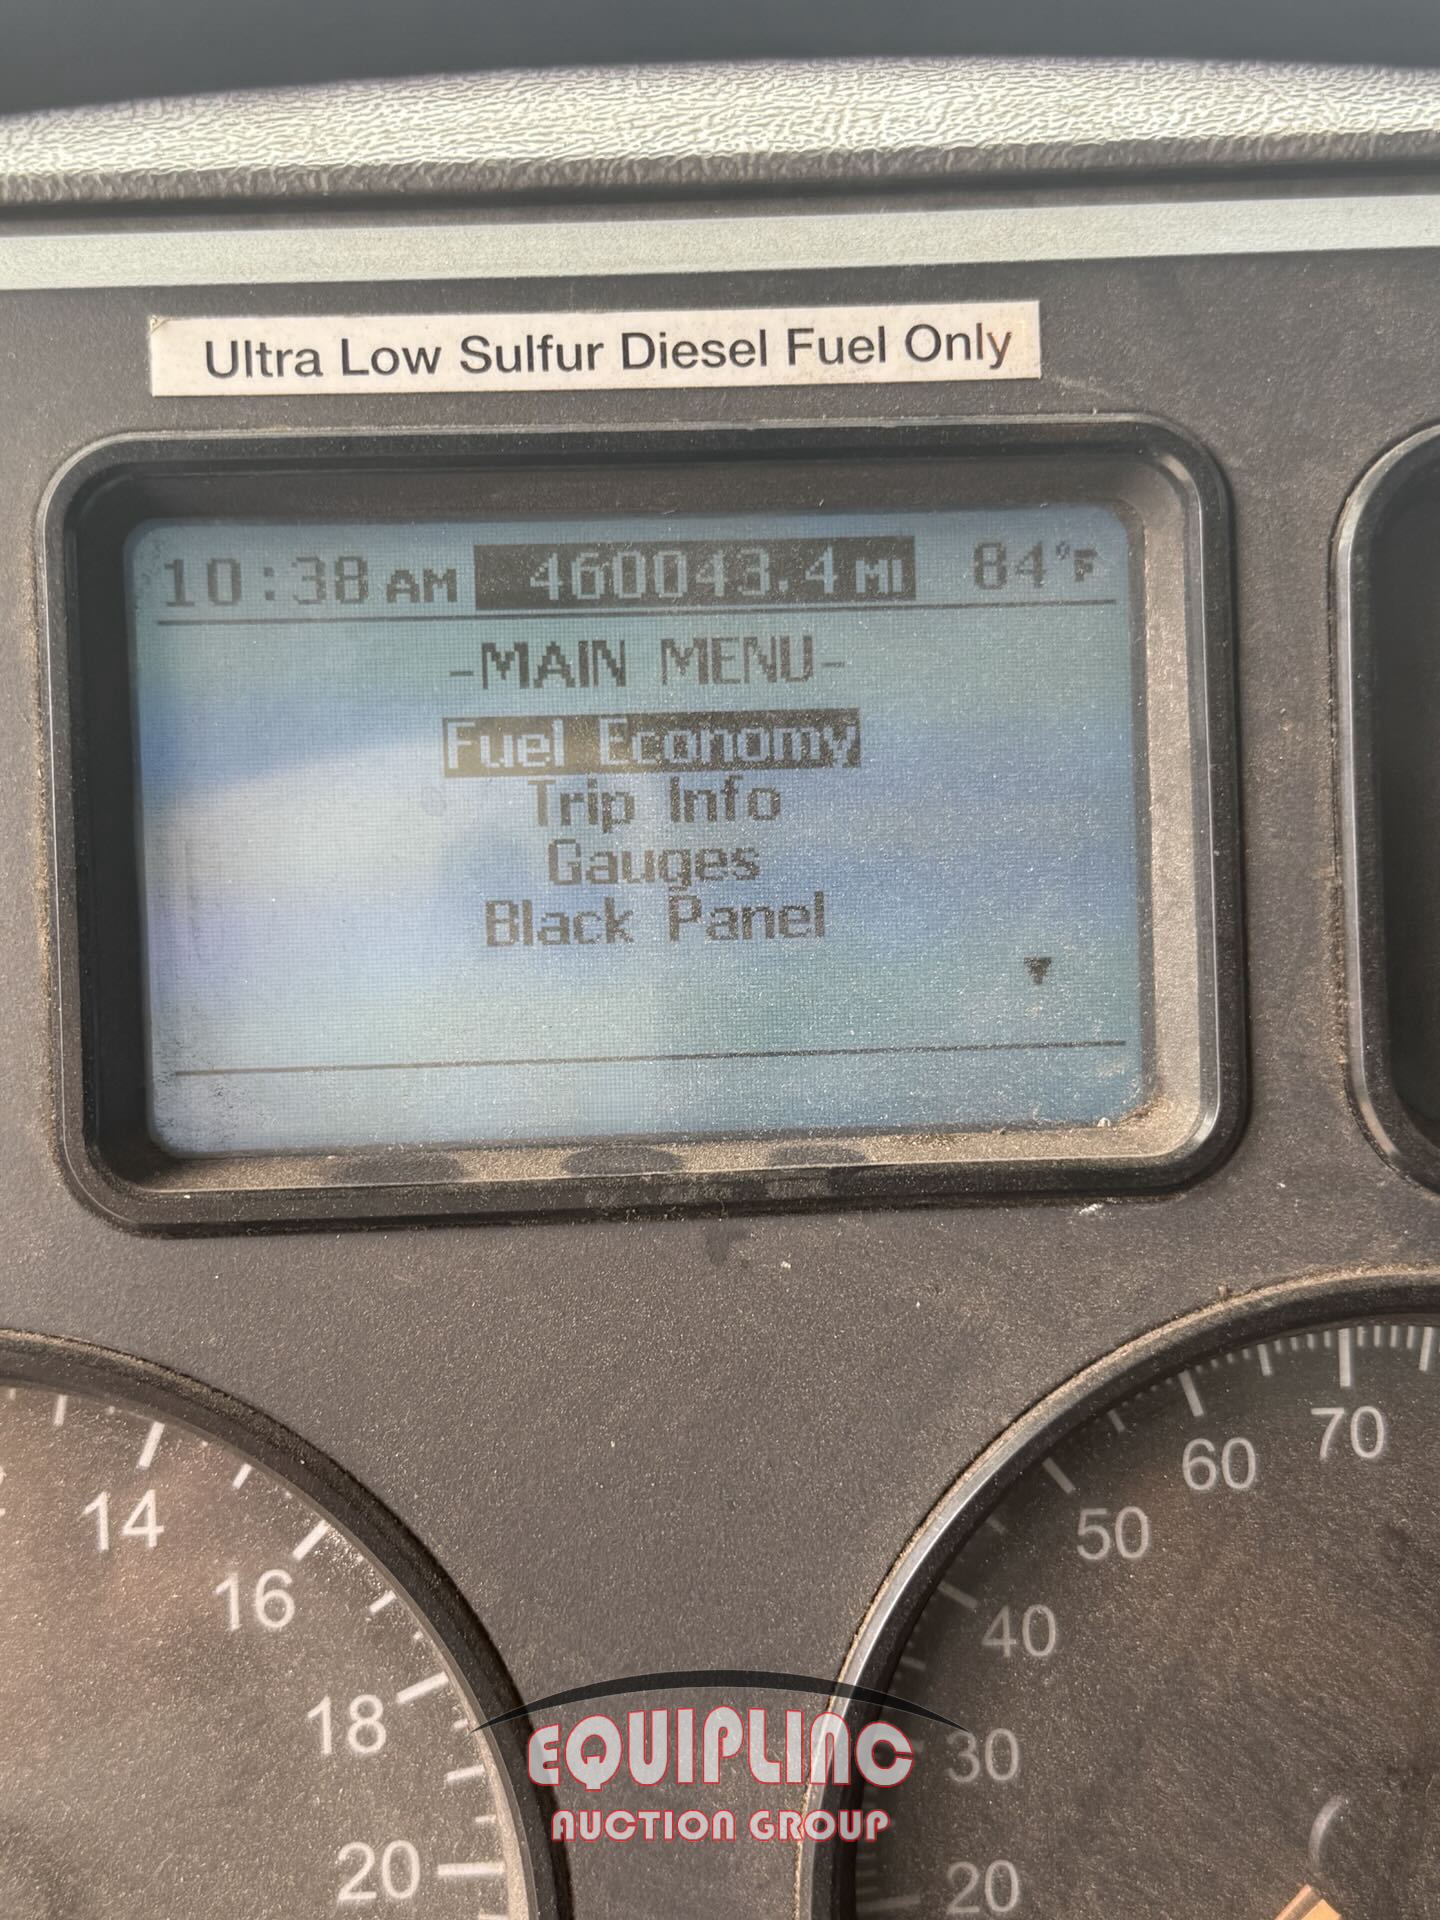 Ultra Low Sulfur Diesel Fuel Only
10:38 AM 460043.4 MI 84°F
-MAIN MENU-
Fuel Economy
Trip Info
Gauges
Black Panel
14
16
18
20
70
60
50
40
30
20
EQUIPLINC
AUCTION GROUP